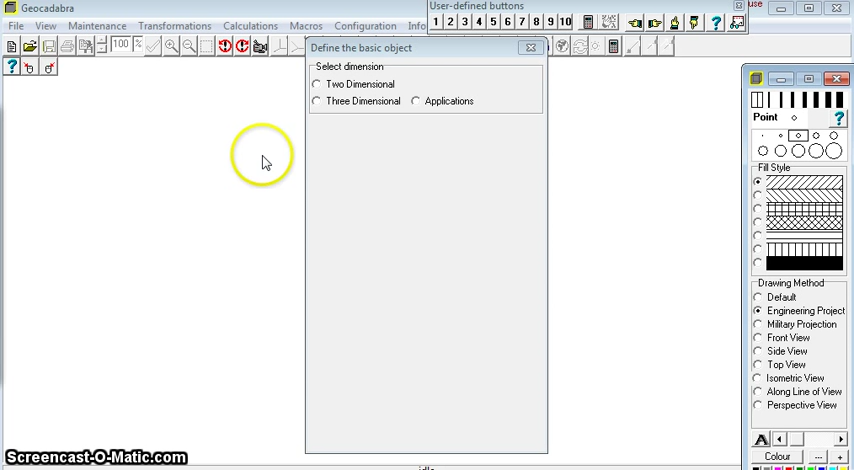 Geocadabra
User-defined buttons
File View Maintenance Transformations Calculations Macros Configuration Info
1 2 3 4 5 6 7 8 9 10 ?
100 %
?
Define the basic object
Select dimension
Two Dimensional
Three Dimensional Applications
Point ?
Fill Style
Drawing Method
Default
Engineering Project
Military Projection
Front View
Side View
Top View
Isometric View
Along Line of View
Perspective View
A
Colour --- +
idle
Screencast-O-Matic.com